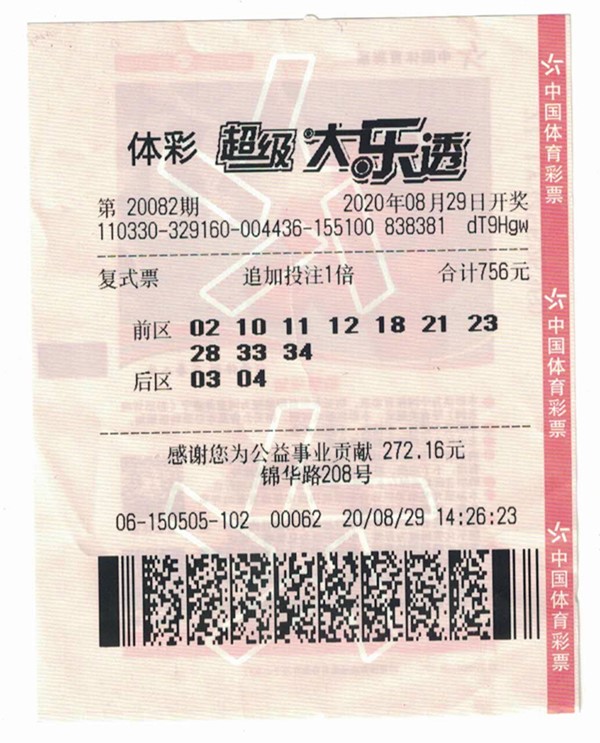 体彩 超级大乐透
第 20082期 2020年08月29日开奖
110330-329160-004436-155100 838381 dT9Hgw
复式票 追加投注1倍 合计756元
前区 02 10 11 12 18 21 23
28 33 34
后区 03 04
感谢您为公益事业贡献 272.16元
锦华路208号
06-150505-102 00062 20/08/29 14:26:23
中国体育彩票
中国体育彩票
中国体育彩票